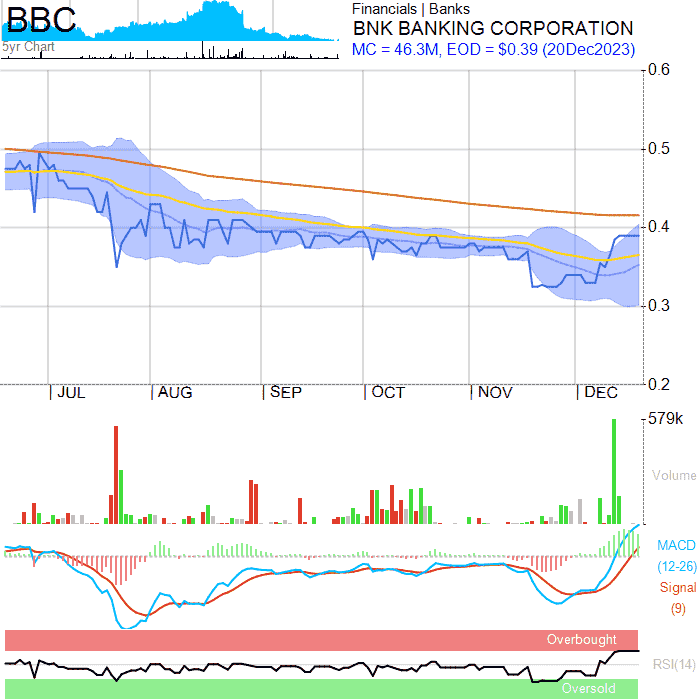 BBC
5yr Chart
Financials | Banks
BNK BANKING CORPORATION
MC = 46.3M, EOD = $0.39 (20Dec2023)
0.6
0.5
0.4
0.3
0.2
JUL AUG SEP OCT NOV DEC
579k
Volume
MACD
(12-26)
Signal
(9)
Overbought
RSI(14)
Oversold